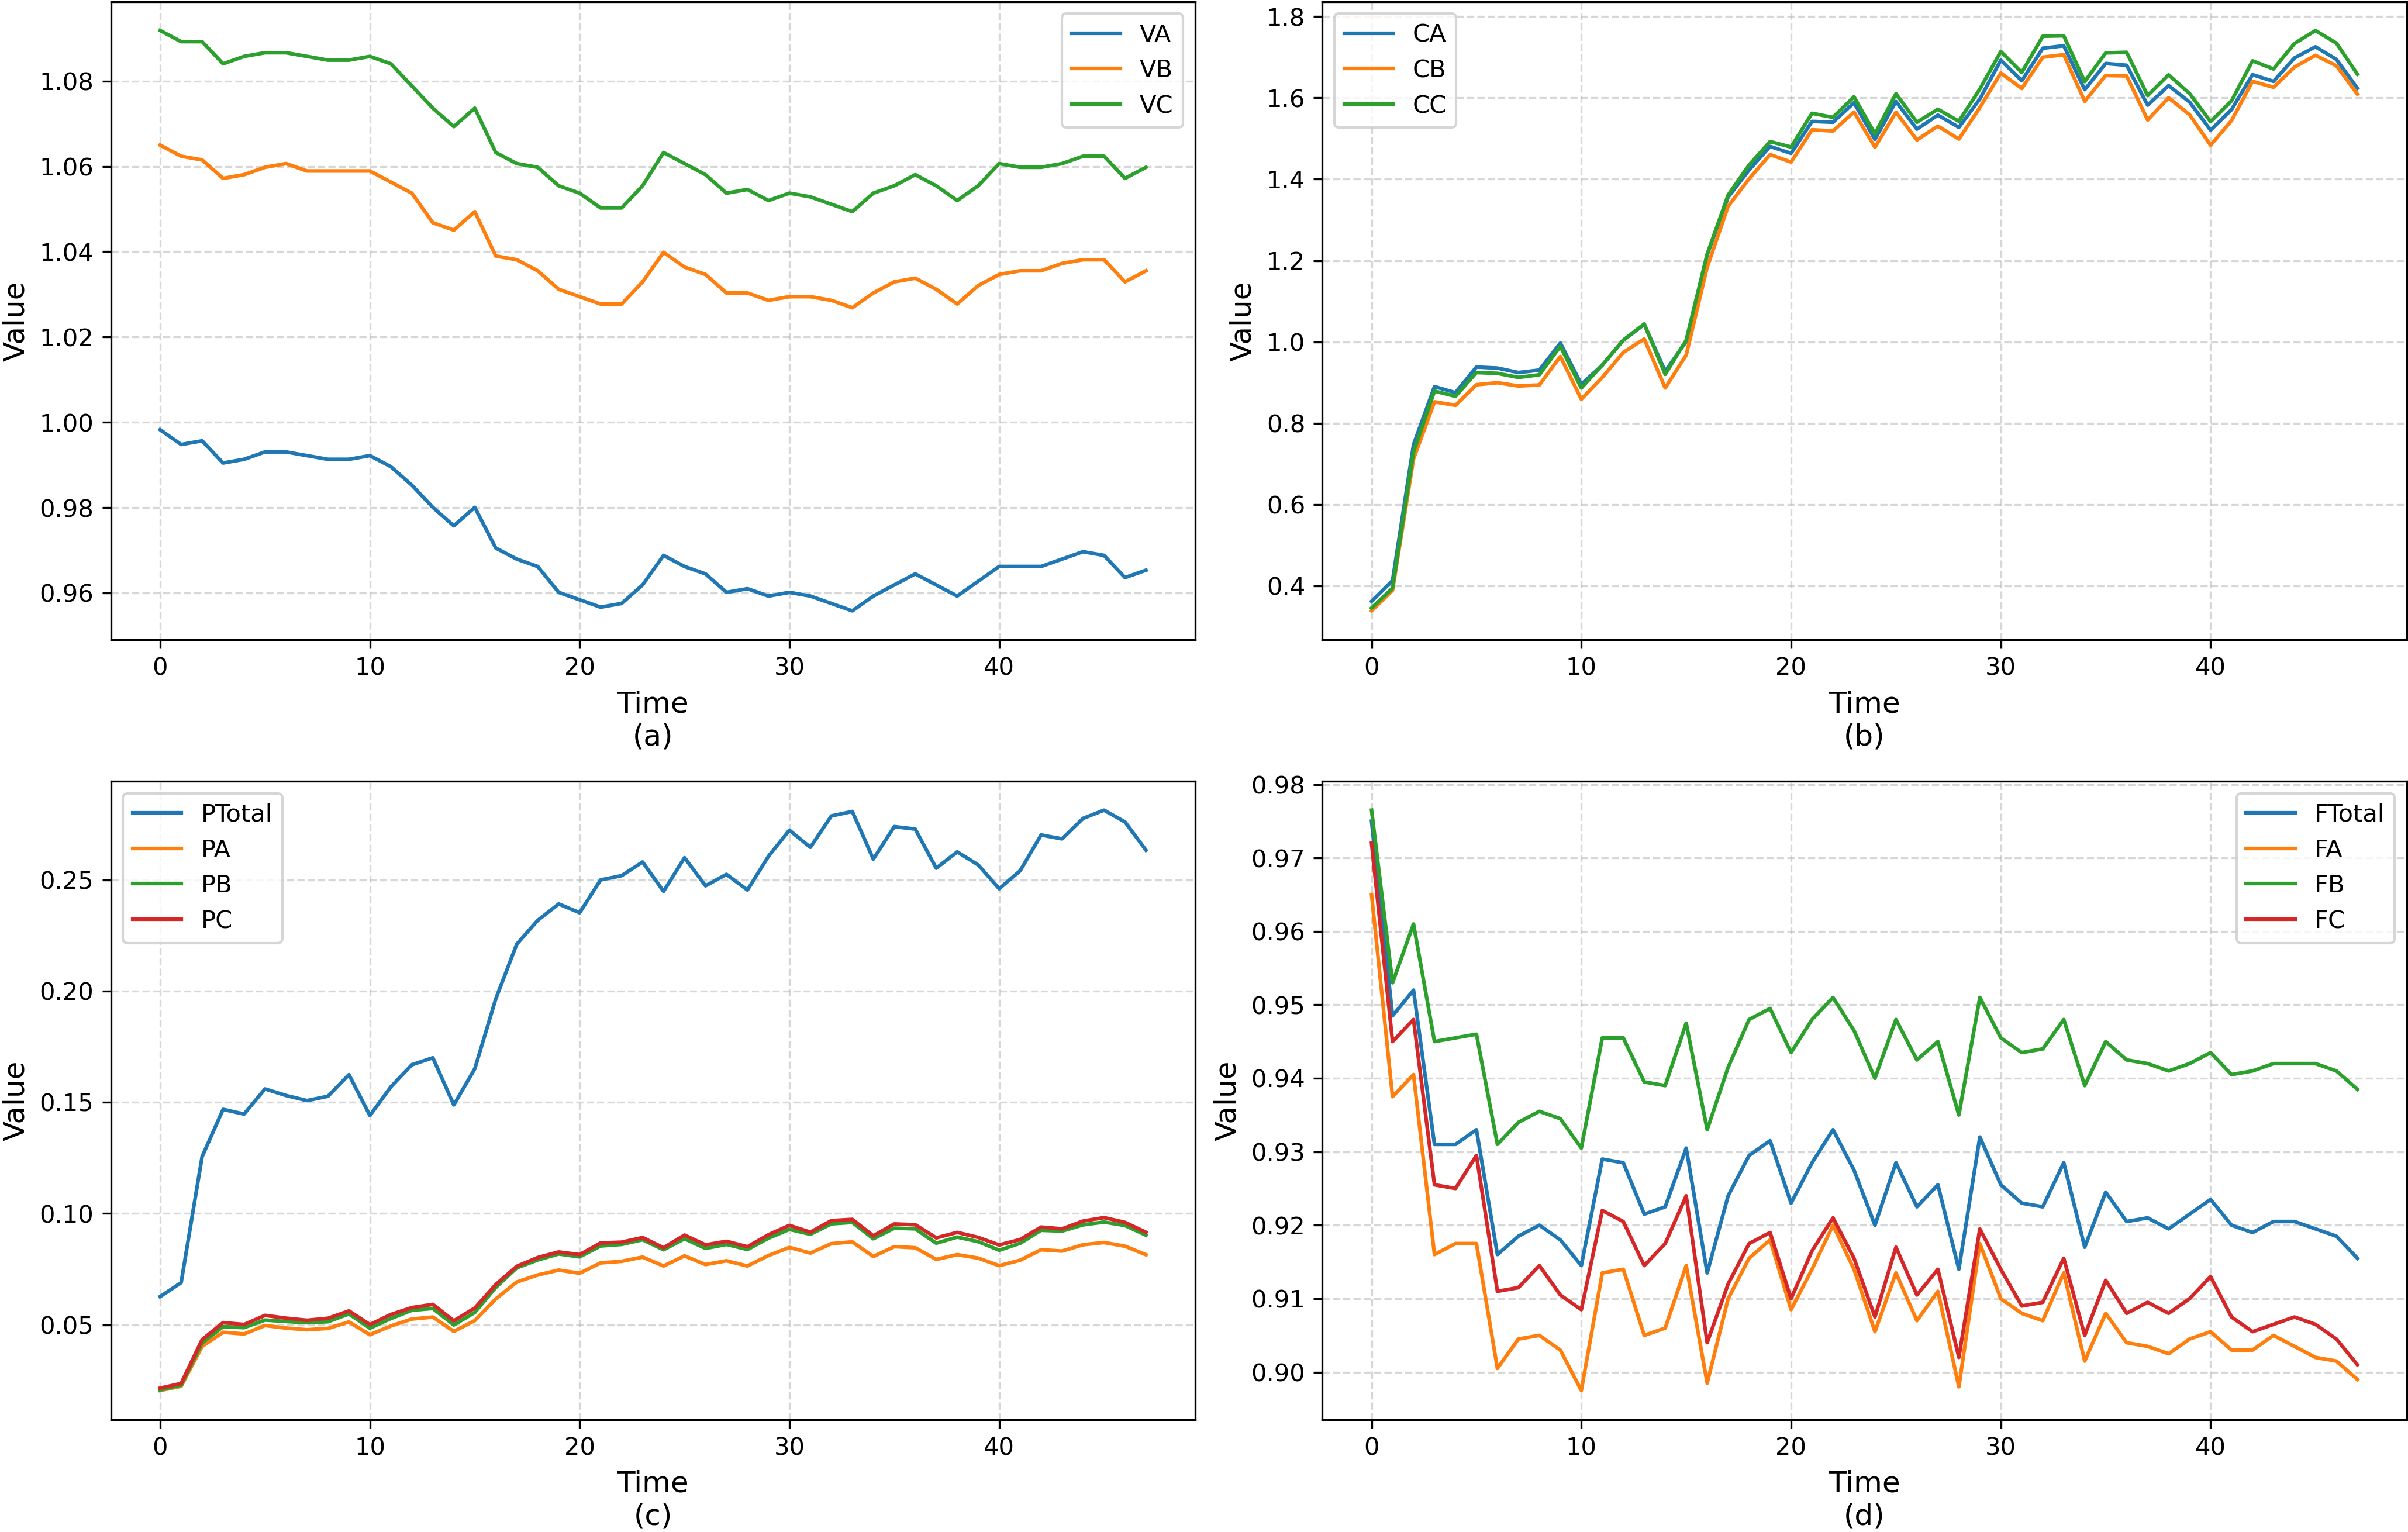 1.08
1.06
1.04
1.02
1.00
0.98
0.96
Value
VA
VB
VC
0
10
20
30
40
Time
(a)
1.8
1.6
1.4
1.2
1.0
0.8
0.6
0.4
Value
CA
CB
CC
0
10
20
30
40
Time
(b)
0.25
0.20
0.15
0.10
0.05
Value
PTotal
PA
PB
PC
0
10
20
30
40
Time
(c)
0.98
0.97
0.96
0.95
0.94
0.93
0.92
0.91
0.90
Value
FTotal
FA
FB
FC
0
10
20
30
40
Time
(d)